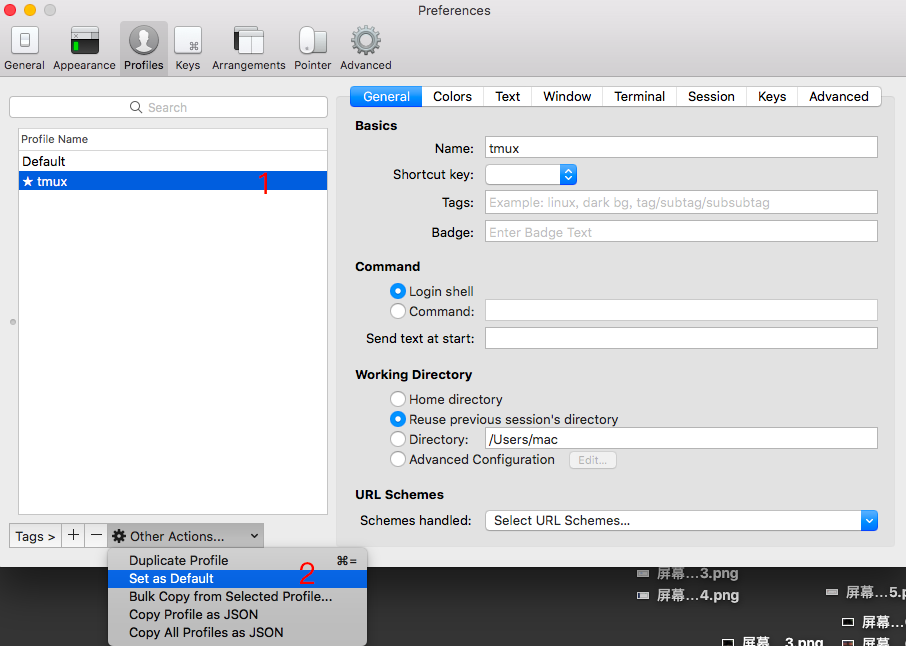 Preferences
General Appearance Profiles Keys Arrangements Pointer Advanced
Search
Profile Name
Default
★ tmux 1
Tags > + − Other Actions...
Duplicate Profile ⌘=
Set as Default 2
Bulk Copy from Selected Profile...
Copy Profile as JSON
Copy All Profiles as JSON
General Colors Text Window Terminal Session Keys Advanced
Basics
Name: tmux
Shortcut key:
Tags: Example: linux, dark bg, tag/subtag/subsubtag
Badge: Enter Badge Text
Command
Login shell
Command:
Send text at start:
Working Directory
Home directory
Reuse previous session's directory
Directory: /Users/mac
Advanced Configuration Edit...
URL Schemes
Schemes handled: Select URL Schemes...
屏幕...3.png
屏幕...4.png
屏幕...5.p
屏幕...
屏幕...3.png
屏幕...